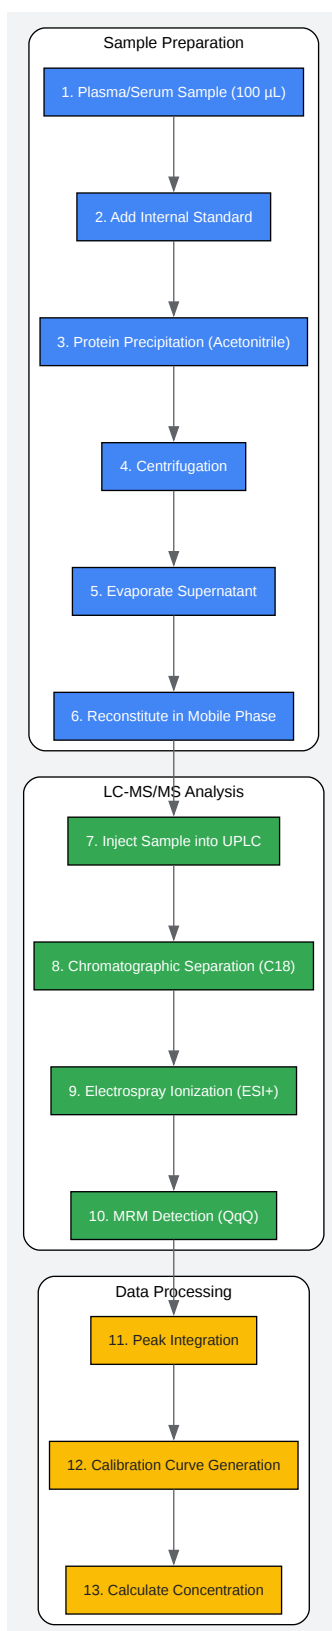 Sample Preparation
1. Plasma/Serum Sample (100 µL)
2. Add Internal Standard
3. Protein Precipitation (Acetonitrile)
4. Centrifugation
5. Evaporate Supernatant
6. Reconstitute in Mobile Phase
LC-MS/MS Analysis
7. Inject Sample into UPLC
8. Chromatographic Separation (C18)
9. Electrospray Ionization (ESI+)
10. MRM Detection (QqQ)
Data Processing
11. Peak Integration
12. Calibration Curve Generation
13. Calculate Concentration